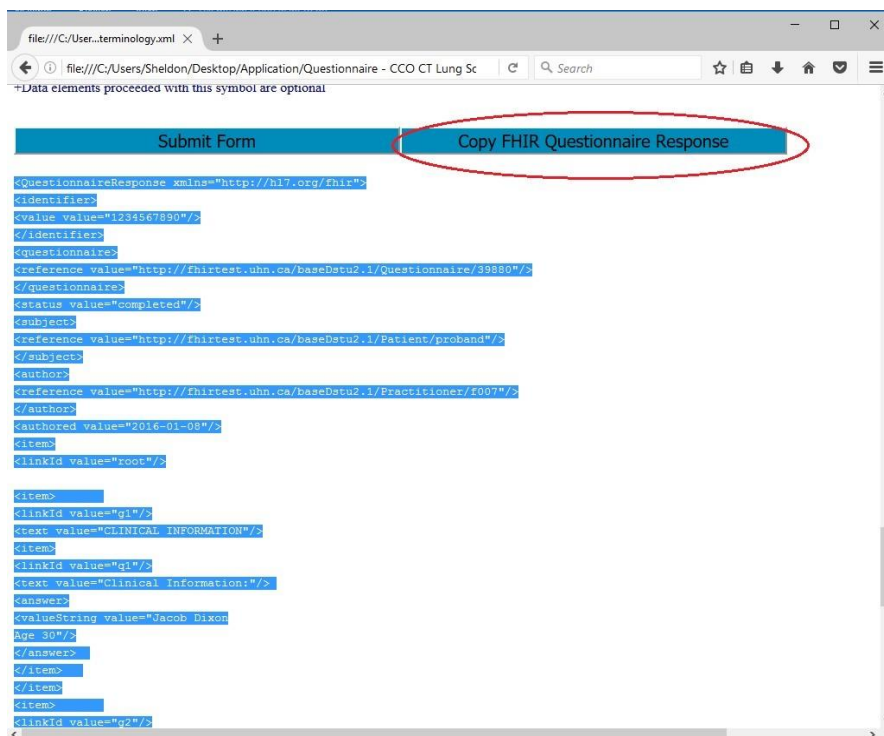 file:///C:/User...terminology.xml
file:///C:/Users/Sheldon/Desktop/Application/Questionnaire - CCO CT Lung Sc
Search
+Data elements proceeded with this symbol are optional
Submit Form
Copy FHIR Questionnaire Response
<QuestionnaireResponse xmlns="http://hl7.org/fhir">
<identifier>
<value value="1234567890"/>
</identifier>
<questionnaire>
<reference value="http://fhirtest.uhn.ca/baseDstu2.1/Questionnaire/39880"/>
</questionnaire>
<status value="completed"/>
<subject>
<reference value="http://fhirtest.uhn.ca/baseDstu2.1/Patient/proband"/>
</subject>
<author>
<reference value="http://fhirtest.uhn.ca/baseDstu2.1/Practitioner/f007"/>
</author>
<authored value="2016-01-08"/>
<item>
<linkId value="root"/>
<item>
<linkId value="g1"/>
<text value="CLINICAL INFORMATION"/>
<item>
<linkId value="q1"/>
<text value="Clinical Information:"/>
<answer>
<valueString value="Jacob Dixon
Age 30"/>
</answer>
</item>
</item>
<item>
<linkId value="g2"/>